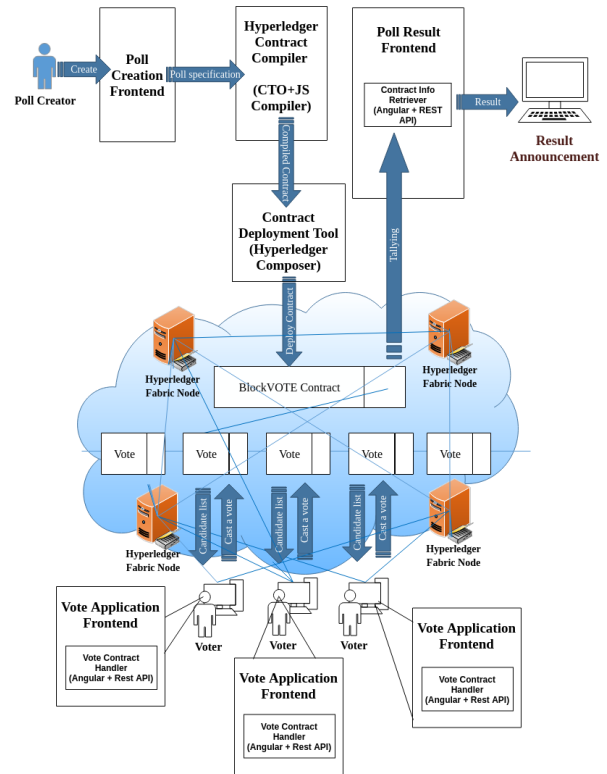 Poll Creator
Create
Poll
Creation
Frontend
Poll specification
Hyperledger
Contract
Compiler
(CTO+JS
Compiler)
Poll Result
Frontend
Contract Info
Retriever
(Angular + REST
API)
Result
Result
Announcement
Compiled Contract
Contract
Deployment Tool
(Hyperledger
Composer)
Tallying
Deploy Contract
Hyperledger
Fabric Node
Hyperledger
Fabric Node
BlockVOTE Contract
Vote
Vote
Vote
Vote
Vote
Hyperledger
Fabric Node
Candidate list
Cast a vote
Candidate list
Cast a vote
Candidate list
Cast a vote
Hyperledger
Fabric Node
Voter
Voter
Voter
Vote Application
Frontend
Vote Contract
Handler
(Angular + Rest API)
Vote Application
Frontend
Vote Contract
Handler
(Angular + Rest API)
Vote Application
Frontend
Vote Contract
Handler
(Angular + Rest API)